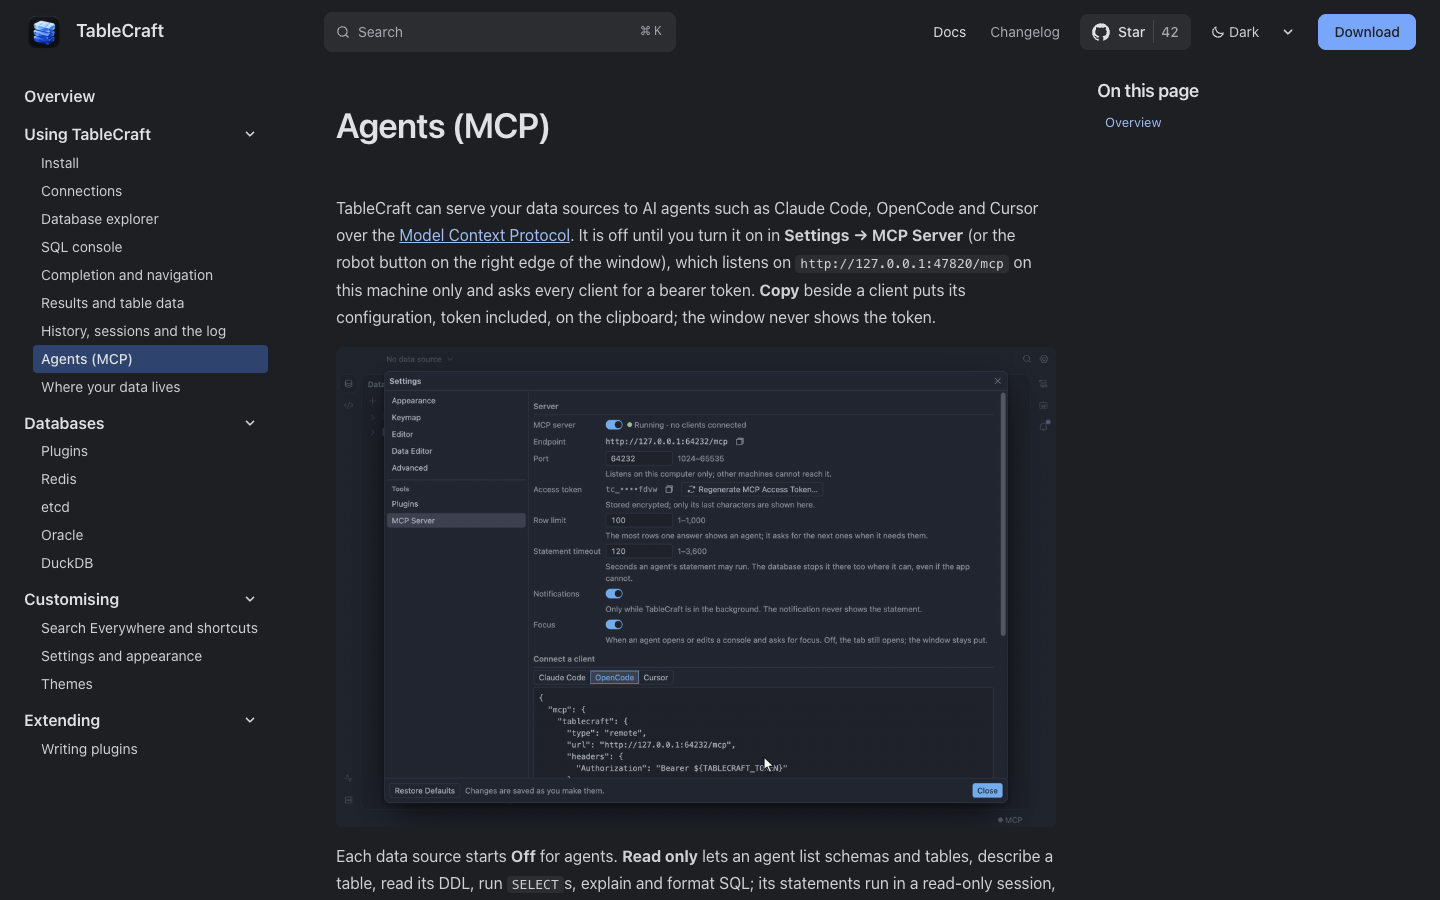 TableCraft
Search
⌘ K
Docs
Changelog
Star
42
Dark
Download
Overview
Using TableCraft
Install
Connections
Database explorer
SQL console
Completion and navigation
Results and table data
History, sessions and the log
Agents (MCP)
Where your data lives
Databases
Plugins
Redis
etcd
Oracle
DuckDB
Customising
Search Everywhere and shortcuts
Settings and appearance
Themes
Extending
Writing plugins
Agents (MCP)
TableCraft can serve your data sources to AI agents such as Claude Code, OpenCode and Cursor
over the Model Context Protocol. It is off until you turn it on in Settings → MCP Server (or the
robot button on the right edge of the window), which listens on http://127.0.0.1:47820/mcp on
this machine only and asks every client for a bearer token. Copy beside a client puts its
configuration, token included, on the clipboard; the window never shows the token.
No data source
Data
Settings
Appearance
Keymap
Editor
Data Editor
Advanced
Tools
Plugins
MCP Server
Server
MCP server
Running · no clients connected
Endpoint
http://127.0.0.1:64232/mcp
Port
64232
1024–65535
Listens on this computer only; other machines cannot reach it.
Access token
tc_••••fdvw
Regenerate MCP Access Token...
Stored encrypted; only its last characters are shown here.
Row limit
100
1–1,000
The most rows one answer shows an agent; it asks for the next ones when it needs them.
Statement timeout
120
1–3,600
Seconds an agent's statement may run. The database stops it there too where it can, even if the app
cannot.
Notifications
Only while TableCraft is in the background. The notification never shows the statement.
Focus
When an agent opens or edits a console and asks for focus. Off, the tab still opens; the window stays put.
Connect a client
Claude Code
OpenCode
Cursor
{
"mcp": {
"tablecraft": {
"type": "remote",
"url": "http://127.0.0.1:64232/mcp",
"headers": {
"Authorization": "Bearer ${TABLECRAFT_TOKEN}"
Restore Defaults
Changes are saved as you make them.
Close
MCP
Each data source starts Off for agents. Read only lets an agent list schemas and tables, describe a
table, read its DDL, run SELECTs, explain and format SQL; its statements run in a read-only session,
On this page
Overview